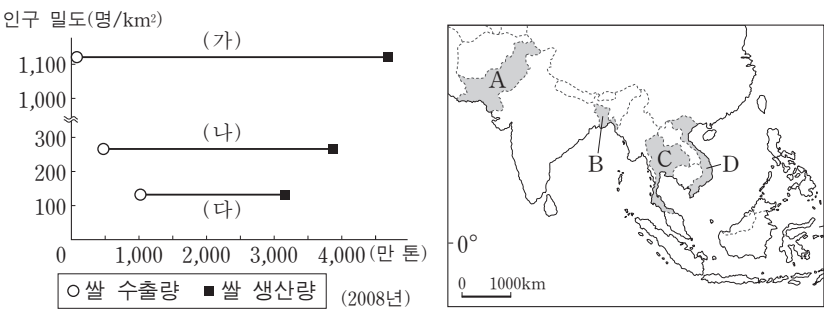 인구 밀도(명/km²)
(가)
1,100
1,000
300
(나)
200
100
(다)
0 1,000 2,000 3,000 4,000 (만 톤)
○ 쌀 수출량 ■ 쌀 생산량
(2008년)
A
B
C
D
0°
0 1000km